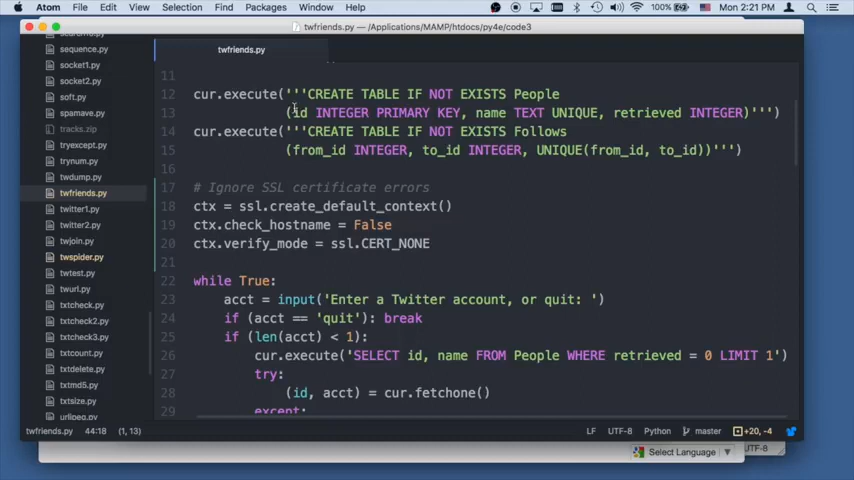 Atom File Edit View Selection Find Packages Window Help 100% Mon 2:21 PM
twfriends.py — /Applications/MAMP/htdocs/py4e/code3
sequence.py
socket1.py
socket2.py
soft.py
spamave.py
tracks.zip
tryexcept.py
trynum.py
twdump.py
twfriends.py
twitter1.py
twitter2.py
twjoin.py
twspider.py
twtest.py
twurl.py
txtcheck.py
txtcheck2.py
txtcheck3.py
txtcount.py
txtdelete.py
txtmd5.py
txtsize.py
urllpeg.py
twfriends.py
11
12 cur.execute('''CREATE TABLE IF NOT EXISTS People
13 (id INTEGER PRIMARY KEY, name TEXT UNIQUE, retrieved INTEGER)''')
14 cur.execute('''CREATE TABLE IF NOT EXISTS Follows
15 (from_id INTEGER, to_id INTEGER, UNIQUE(from_id, to_id))''')
16
17 # Ignore SSL certificate errors
18 ctx = ssl.create_default_context()
19 ctx.check_hostname = False
20 ctx.verify_mode = ssl.CERT_NONE
21
22 while True:
23 acct = input('Enter a Twitter account, or quit: ')
24 if (acct == 'quit'): break
25 if (len(acct) < 1):
26 cur.execute('SELECT id, name FROM People WHERE retrieved = 0 LIMIT 1')
27 try:
28 (id, acct) = cur.fetchone()
29 except:
twfriends.py 44:18 (1, 13) LF UTF-8 Python master +20, -4
Select Language UTF-8